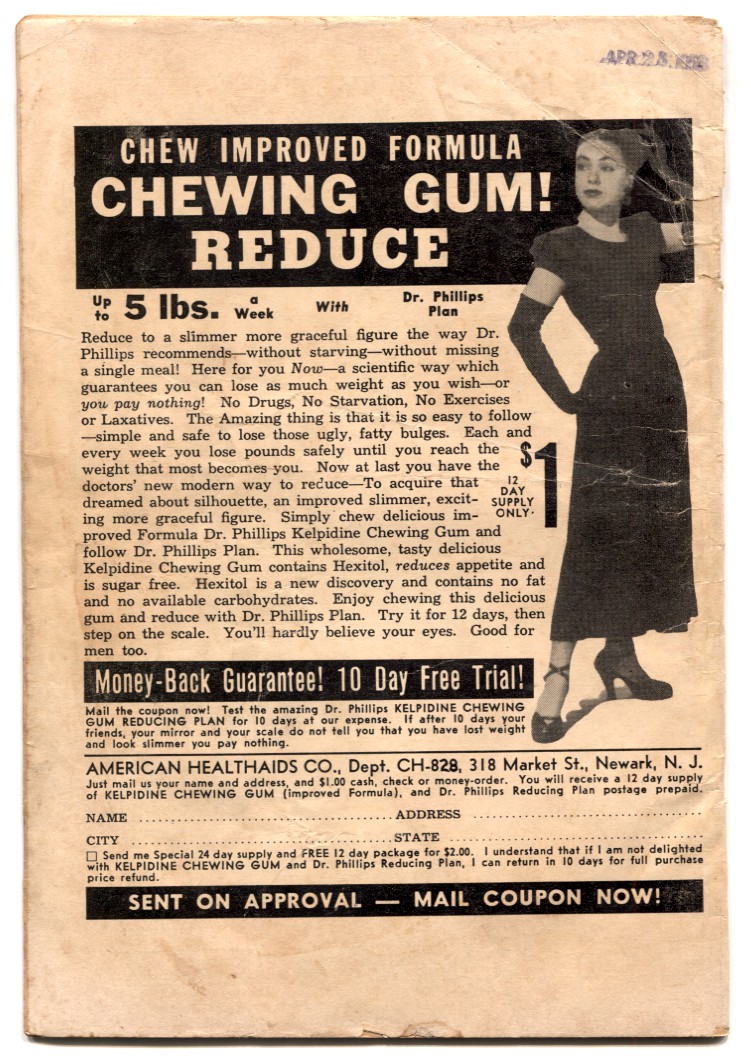 APR 25, 195
CHEW IMPROVED FORMULA
CHEWING GUM!
REDUCE
Up to 5 lbs. a Week With Dr. Phillips Plan
Reduce to a slimmer more graceful figure the way Dr.
Phillips recommends—without starving—without missing
a single meal! Here for you Now—a scientific way which
guarantees you can lose as much weight as you wish—or
you pay nothing! No Drugs, No Starvation, No Exercises
or Laxatives. The Amazing thing is that it is so easy to follow
—simple and safe to lose those ugly, fatty bulges. Each and
every week you lose pounds safely until you reach the
weight that most becomes you. Now at last you have the
doctors' new modern way to reduce—To acquire that
dreamed about silhouette, an improved slimmer, excit-
ing more graceful figure. Simply chew delicious im-
proved Formula Dr. Phillips Kelpidine Chewing Gum and
follow Dr. Phillips Plan. This wholesome, tasty delicious
Kelpidine Chewing Gum contains Hexitol, reduces appetite and
is sugar free. Hexitol is a new discovery and contains no fat
and no available carbohydrates. Enjoy chewing this delicious
gum and reduce with Dr. Phillips Plan. Try it for 12 days, then
step on the scale. You'll hardly believe your eyes. Good for
men too.
$1
12
DAY
SUPPLY
ONLY
Money-Back Guarantee! 10 Day Free Trial!
Mail the coupon now! Test the amazing Dr. Phillips KELPIDINE CHEWING
GUM REDUCING PLAN for 10 days at our expense. If after 10 days your
friends, your mirror and your scale do not tell you that you have lost weight
and look slimmer you pay nothing.
AMERICAN HEALTHAIDS CO., Dept. CH-828, 318 Market St., Newark, N. J.
Just mail us your name and address, and $1.00 cash, check or money-order. You will receive a 12 day supply
of KELPIDINE CHEWING GUM (improved Formula), and Dr. Phillips Reducing Plan postage prepaid.
NAME ........................................ ADDRESS ........................................
CITY ........................................ STATE ........................................
☐ Send me Special 24 day supply and FREE 12 day package for $2.00. I understand that if I am not delighted
with KELPIDINE CHEWING GUM and Dr. Phillips Reducing Plan, I can return in 10 days for full purchase
price refund.
SENT ON APPROVAL — MAIL COUPON NOW!